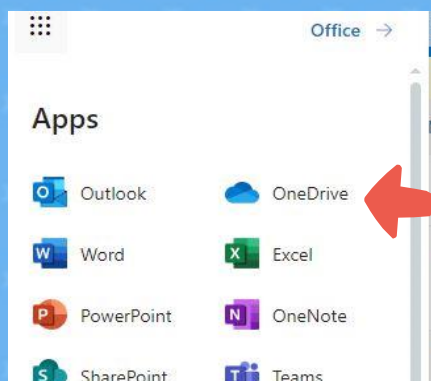 Office →
Apps
Outlook OneDrive
Word Excel
PowerPoint OneNote
SharePoint Teams